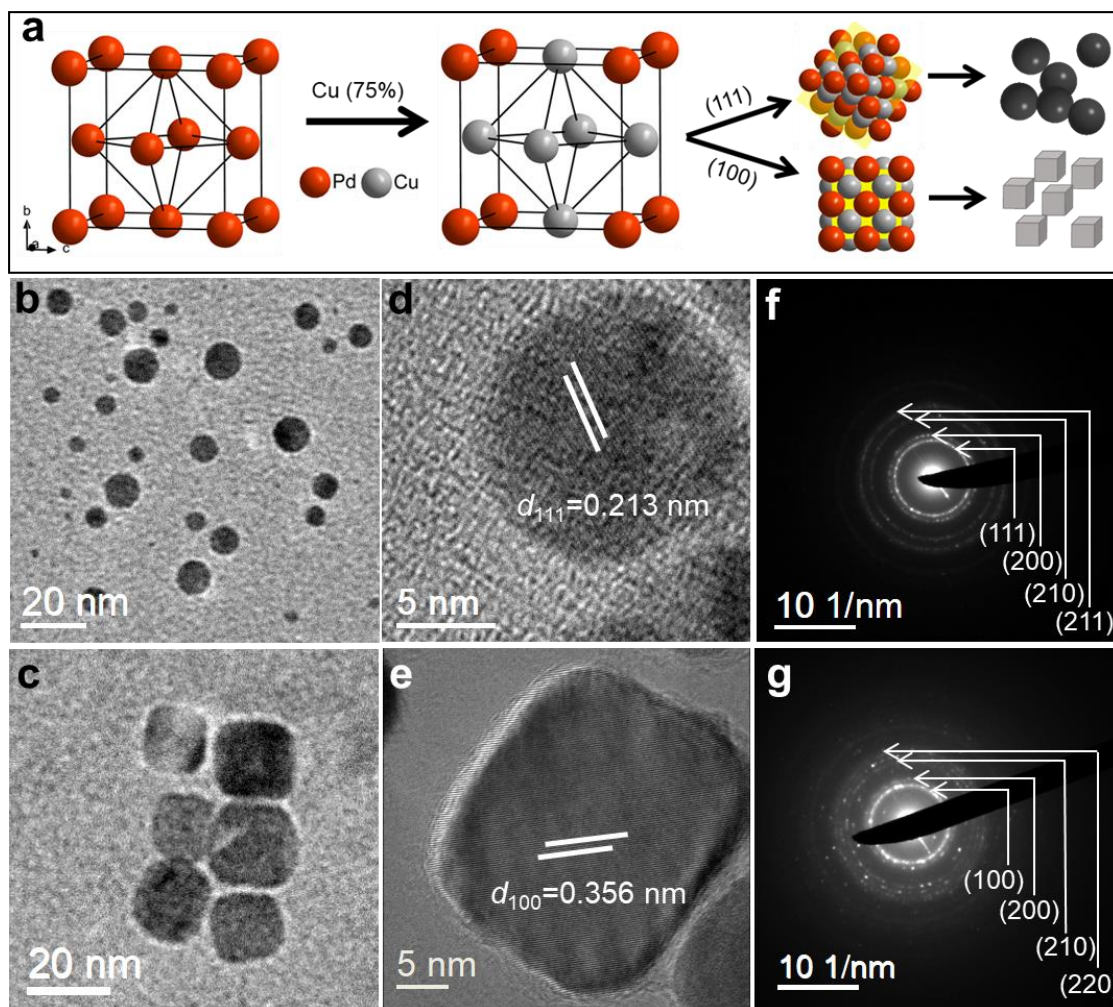 a
Cu (75%)
Pd
Cu
b
a
c
(111)
(100)
b
20 nm
d
d111=0.213 nm
5 nm
f
(111)
(200)
(210)
(211)
10 1/nm
c
20 nm
e
d100=0.356 nm
5 nm
g
(100)
(200)
(210)
(220
10 1/nm